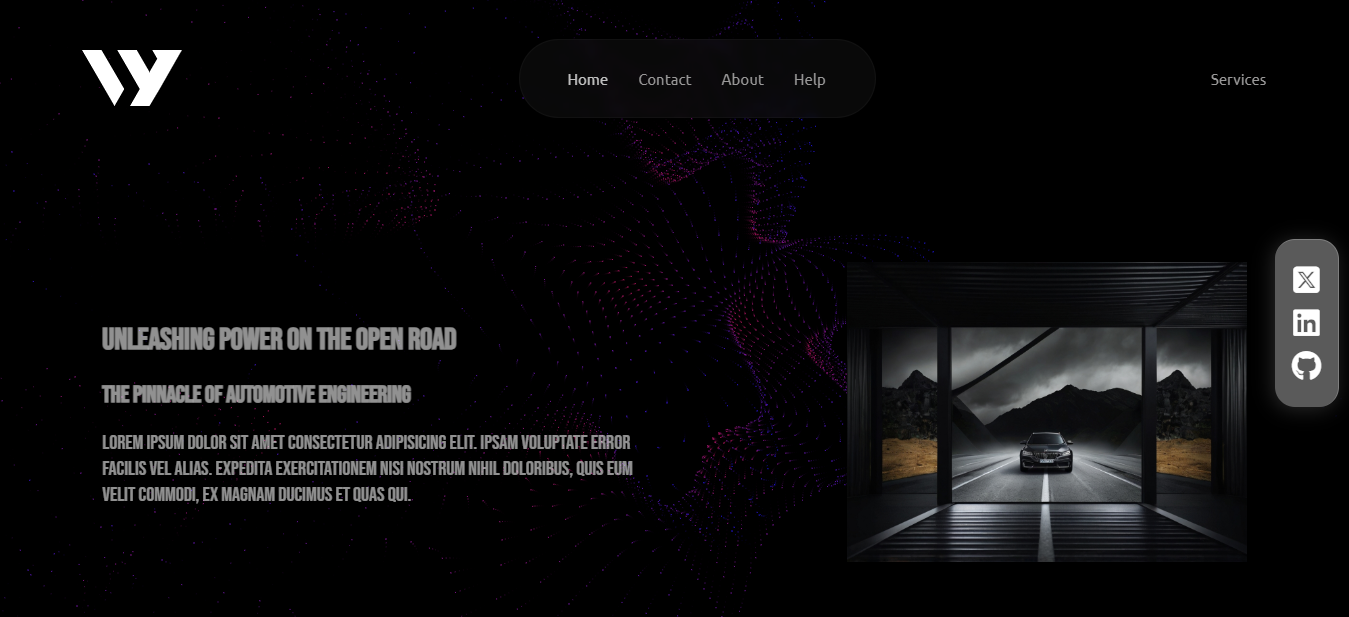 Home Contact About Help
Services
UNLEASHING POWER ON THE OPEN ROAD
THE PINNACLE OF AUTOMOTIVE ENGINEERING
LOREM IPSUM DOLOR SIT AMET CONSECTETUR ADIPISICING ELIT. IPSAM VOLUPTATE ERROR
FACILIS VEL ALIAS. EXPEDITA EXERCITATIONEM NISI NOSTRUM NIHIL DOLORIBUS, QUIS EUM
VELIT COMMODI, EX MAGNAM DUCIMUS ET QUAS QUI.
X
in